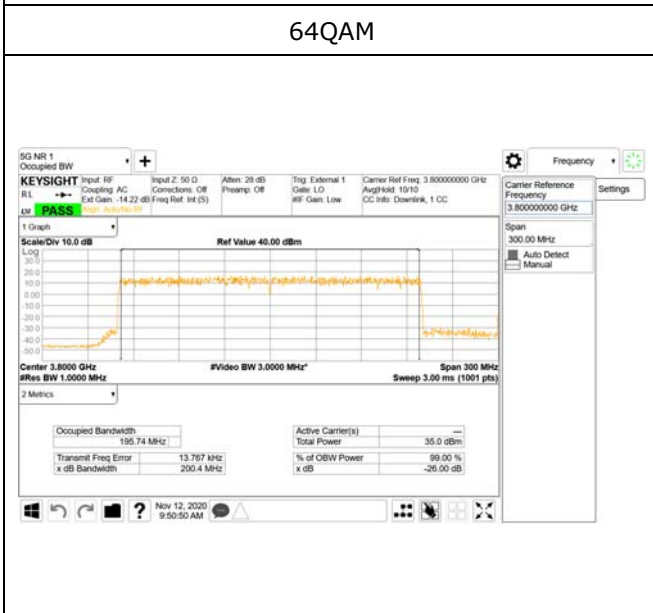 64QAM
5G NR 1
Occupied BW
Frequency
KEYSIGHT
Input: RF
Input Z: 50 Ω
Atten: 28 dB
Trig: External 1
Carrier Ref Freq: 3.800000000 GHz
RL
Coupling: AC
Corrections: Off
Preamp: Off
Gate: LO
Avg|Hold: 10/10
Ext Gain: -14.22 dB
Freq Ref: Int (S)
#IF Gain: Low
CC Info: Downlink, 1 CC
PASS
Align: Auto/No RF
Carrier Reference
Frequency
3.800000000 GHz
Settings
Span
300.00 MHz
Auto Detect
Manual
1 Graph
Scale/Div 10.0 dB
Ref Value 40.00 dBm
Log
30.0
20.0
10.0
0.00
-10.0
-20.0
-30.0
-40.0
-50.0
Center 3.8000 GHz
#Video BW 3.0000 MHz*
Span 300 MHz
#Res BW 1.0000 MHz
Sweep 3.00 ms (1001 pts)
2 Metrics
Occupied Bandwidth
195.74 MHz
Active Carrier(s) ---
Total Power 35.0 dBm
Transmit Freq Error 13.767 kHz
% of OBW Power 99.00 %
x dB Bandwidth 200.4 MHz
x dB -26.00 dB
Nov 12, 2020
9:50:50 AM